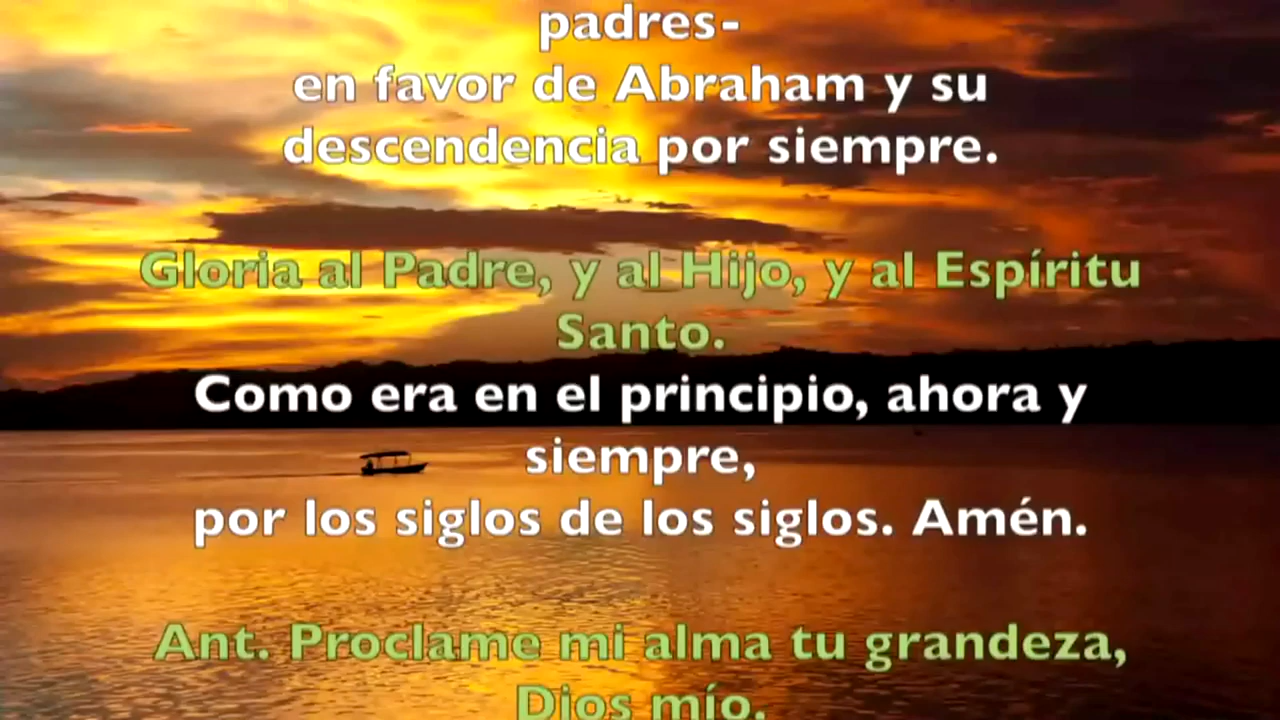 padres-
en favor de Abraham y su
descendencia por siempre.
Gloria al Padre, y al Hijo, y al Espíritu
Santo.
Como era en el principio, ahora y
siempre,
por los siglos de los siglos. Amén.
Ant. Proclame mi alma tu grandeza,
Dios mío.